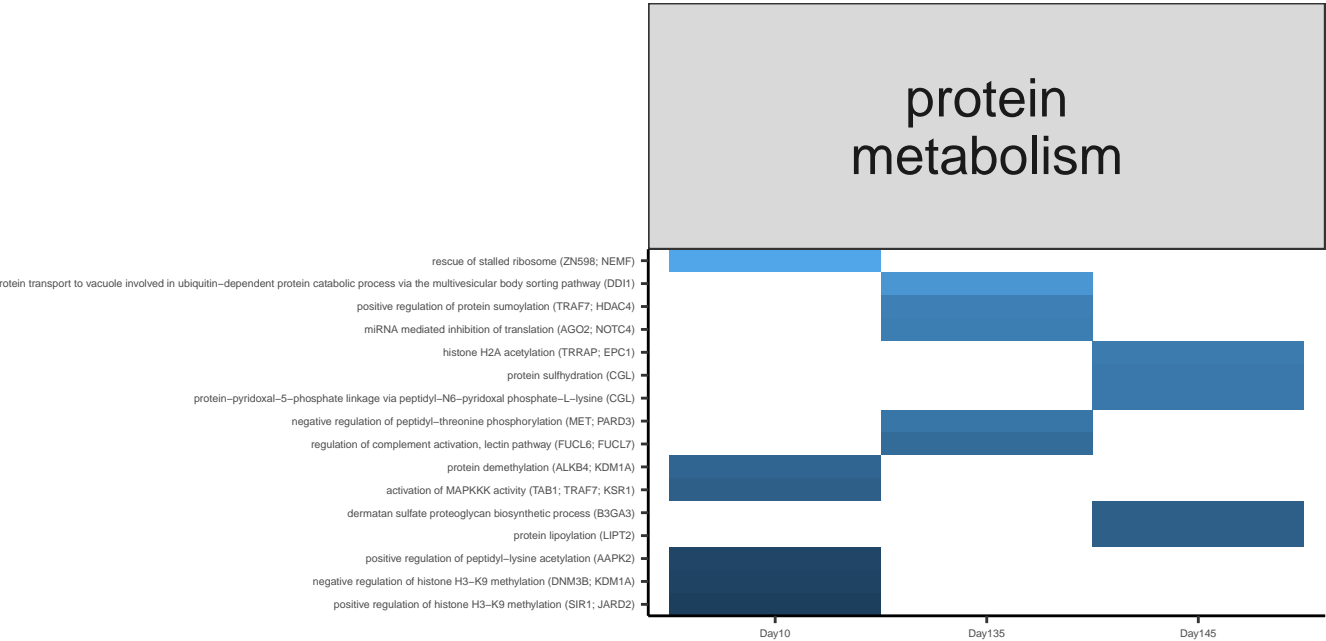 protein
metabolism
rescue of stalled ribosome (ZN598; NEMF)
transport to vacuole involved in ubiquitin−dependent protein catabolic process via the multivesicular body sorting pathway (DDI1)
positive regulation of protein sumoylation (TRAF7; HDAC4)
miRNA mediated inhibition of translation (AGO2; NOTC4)
histone H2A acetylation (TRRAP; EPC1)
protein sulfhydration (CGL)
protein−pyridoxal−5−phosphate linkage via peptidyl−N6−pyridoxal phosphate−L−lysine (CGL)
negative regulation of peptidyl−threonine phosphorylation (MET; PARD3)
regulation of complement activation, lectin pathway (FUCL6; FUCL7)
protein demethylation (ALKB4; KDM1A)
activation of MAPKKK activity (TAB1; TRAF7; KSR1)
dermatan sulfate proteoglycan biosynthetic process (B3GA3)
protein lipoylation (LIPT2)
positive regulation of peptidyl−lysine acetylation (AAPK2)
negative regulation of histone H3−K9 methylation (DNM3B; KDM1A)
positive regulation of histone H3−K9 methylation (SIR1; JARD2)
Day10 Day135 Day145